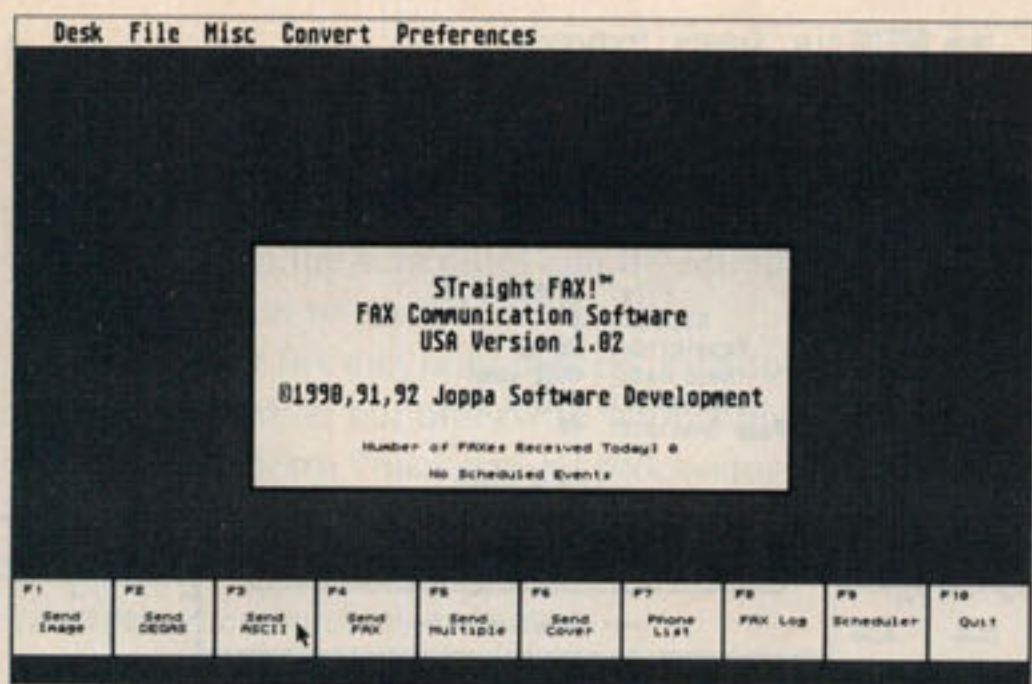 Desk File Misc Convert Preferences
STraight FAX!™
FAX Communication Software
USA Version 1.02
©1990,91,92 Joppa Software Development
Number of FAXes Received Today: 0
No Scheduled Events
F1 F2 F3 F4 F5 F6 F7 F8 F9 F10
Send Image
Send DEGAS
Send ASCII
Send FAX
Send Multiple
Send Cover
Phone List
FAX Log
Scheduler
Quit